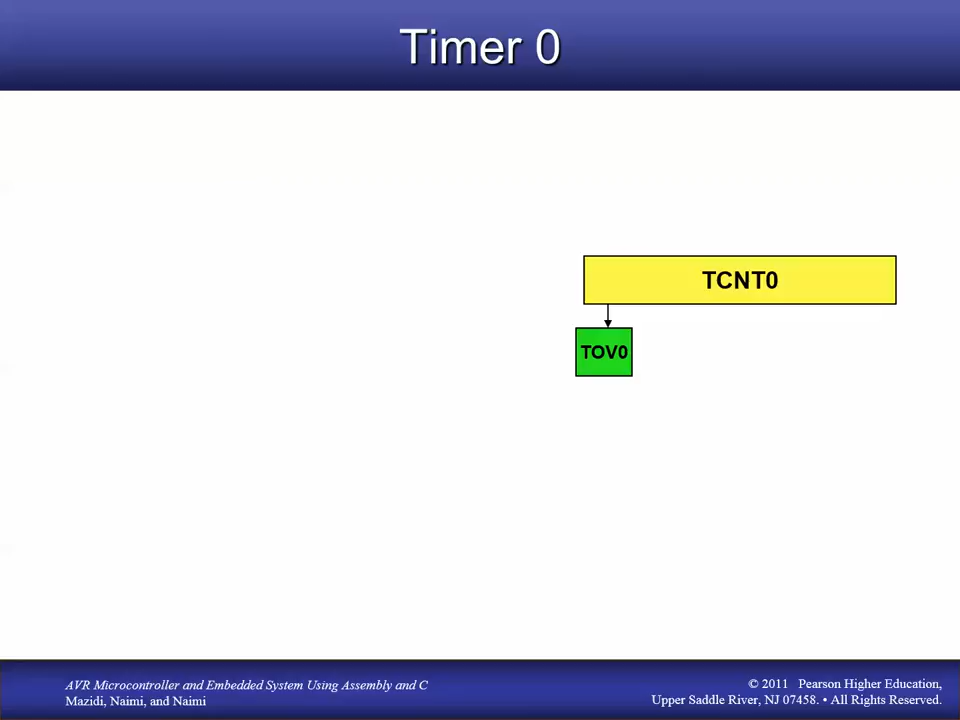 Timer 0
TCNT0
TOV0
AVR Microcontroller and Embedded System Using Assembly and C
Mazidi, Naimi, and Naimi
© 2011 Pearson Higher Education,
Upper Saddle River, NJ 07458. • All Rights Reserved.